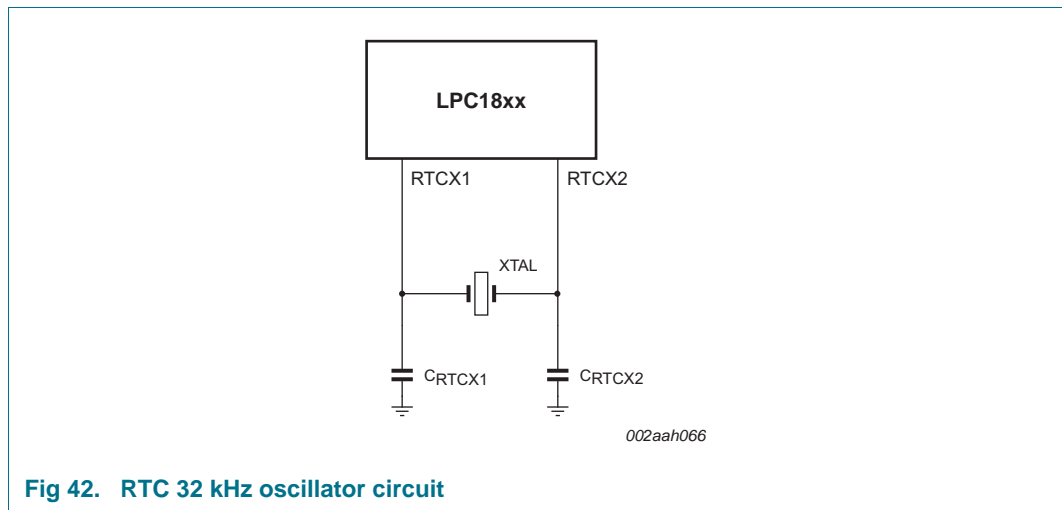 LPC18xx
RTCX1 RTCX2
XTAL
CRTCX1 CRTCX2
002aah066
Fig 42. RTC 32 kHz oscillator circuit